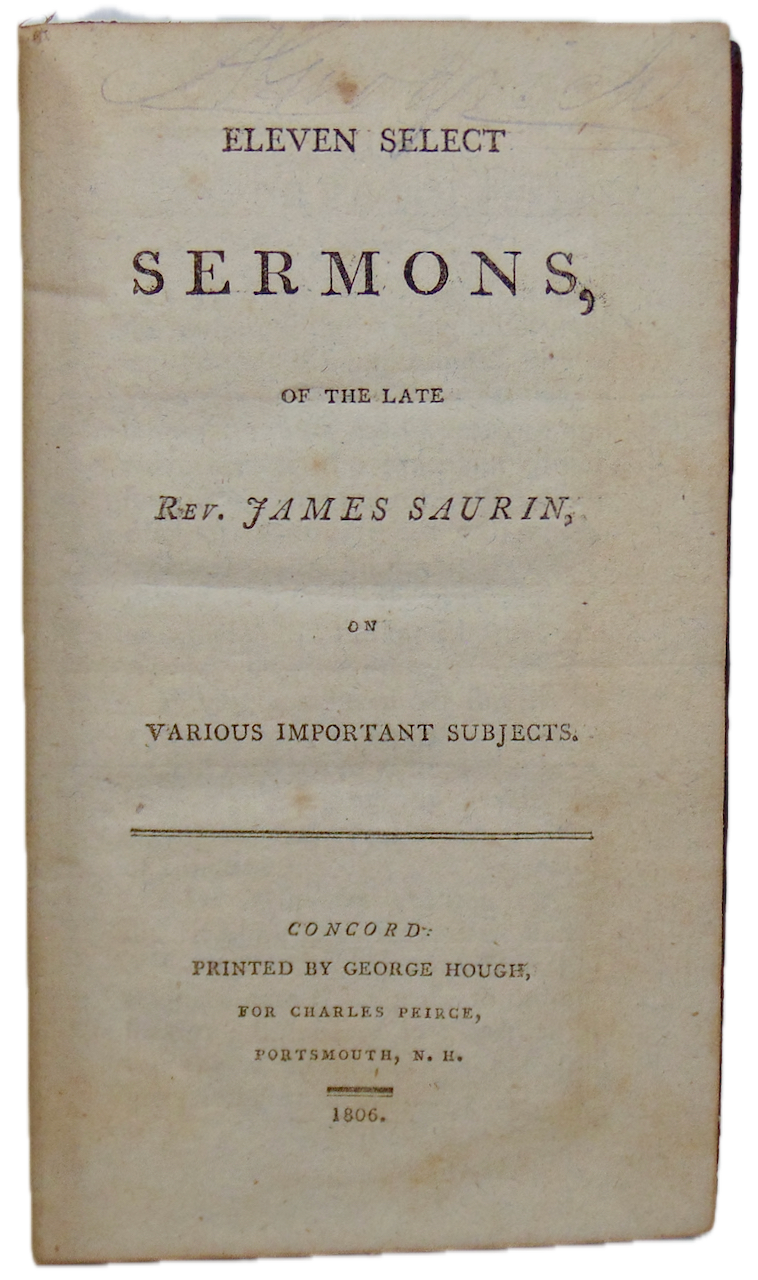 ELEVEN SELECT
SERMONS,
OF THE LATE
REV. JAMES SAURIN,
ON
VARIOUS IMPORTANT SUBJECTS.
CONCORD:
PRINTED BY GEORGE HOUGH,
FOR CHARLES PEIRCE,
PORTSMOUTH, N. H.
1806.